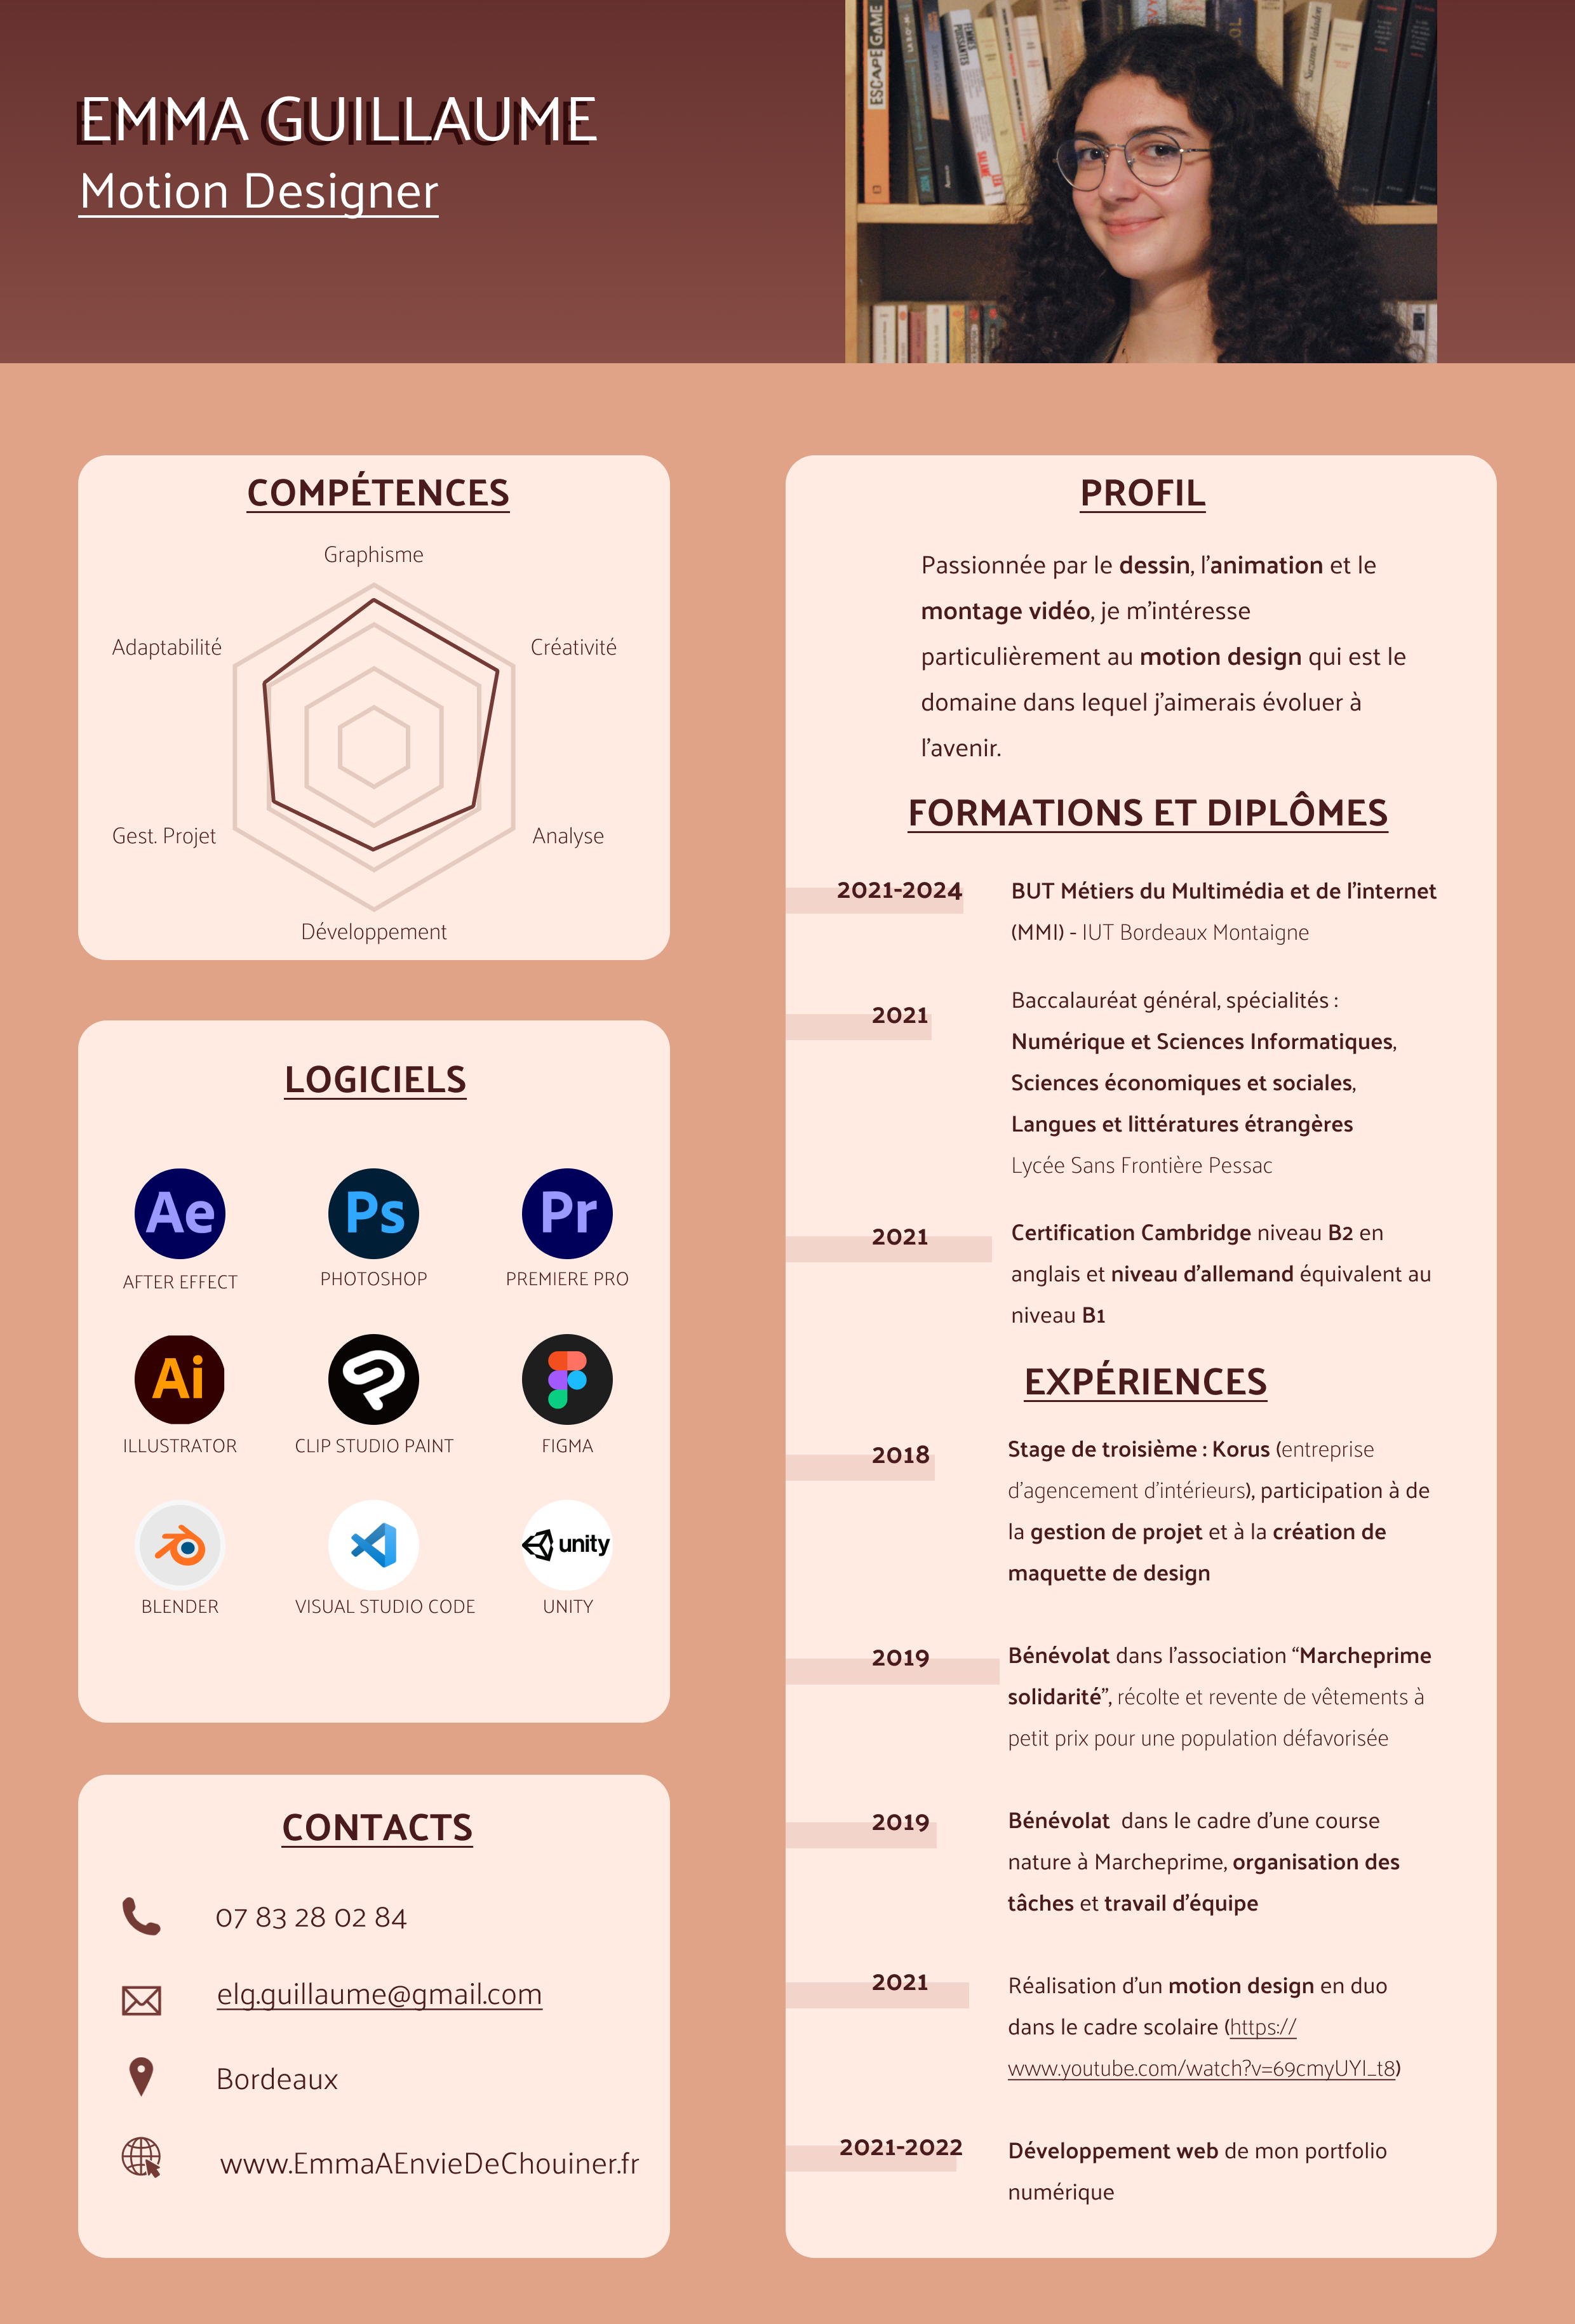 EMMA GUILLAUME
Motion Designer
ESCAPE GAME
FEMMES
PUISSANTES
SALAME
Suzanne Valadon
COMPÉTENCES
Graphisme
Adaptabilité
Créativité
Gest. Projet
Analyse
Développement
LOGICIELS
Ae
Ps
Pr
AFTER EFFECT
PHOTOSHOP
PREMIERE PRO
Ai
ILLUSTRATOR
CLIP STUDIO PAINT
FIGMA
unity
BLENDER
VISUAL STUDIO CODE
UNITY
CONTACTS
07 83 28 02 84
elg.guillaume@gmail.com
Bordeaux
www.EmmaAEnvieDeChouiner.fr
PROFIL
Passionnée par le dessin, l'animation et le
montage vidéo, je m'intéresse
particulièrement au motion design qui est le
domaine dans lequel j'aimerais évoluer à
l'avenir.
FORMATIONS ET DIPLÔMES
2021-2024
BUT Métiers du Multimédia et de l'internet
(MMI) - IUT Bordeaux Montaigne
2021
Baccalauréat général, spécialités :
Numérique et Sciences Informatiques,
Sciences économiques et sociales,
Langues et littératures étrangères
Lycée Sans Frontière Pessac
2021
Certification Cambridge niveau B2 en
anglais et niveau d'allemand équivalent au
niveau B1
EXPÉRIENCES
2018
Stage de troisième : Korus (entreprise
d'agencement d'intérieurs), participation à de
la gestion de projet et à la création de
maquette de design
2019
Bénévolat dans l'association “Marcheprime
solidarité”, récolte et revente de vêtements à
petit prix pour une population défavorisée
2019
Bénévolat  dans le cadre d'une course
nature à Marcheprime, organisation des
tâches et travail d'équipe
2021
Réalisation d'un motion design en duo
dans le cadre scolaire (https://
www.youtube.com/watch?v=69cmyUYI_t8)
2021-2022
Développement web de mon portfolio
numérique